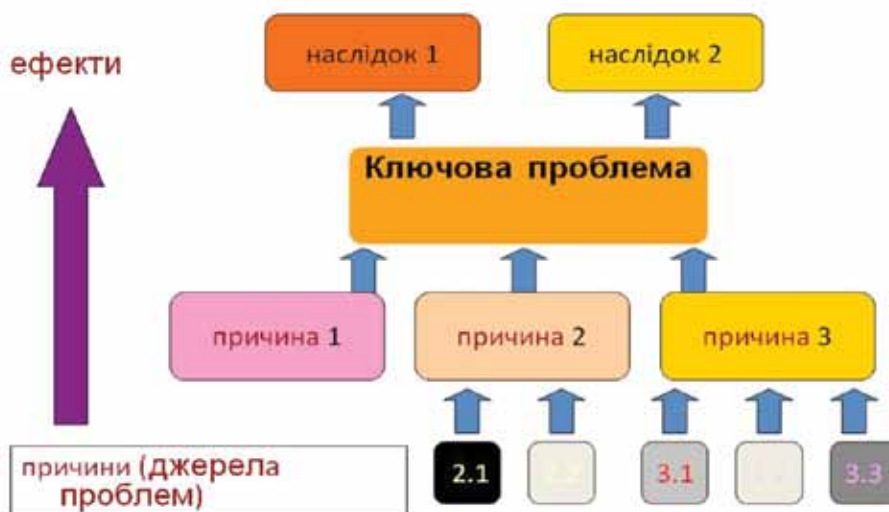 ефекти
наслідок 1
наслідок 2
Ключова проблема
причина 1
причина 2
причина 3
2.1
3.1
3.3
причини (джерела
проблем)